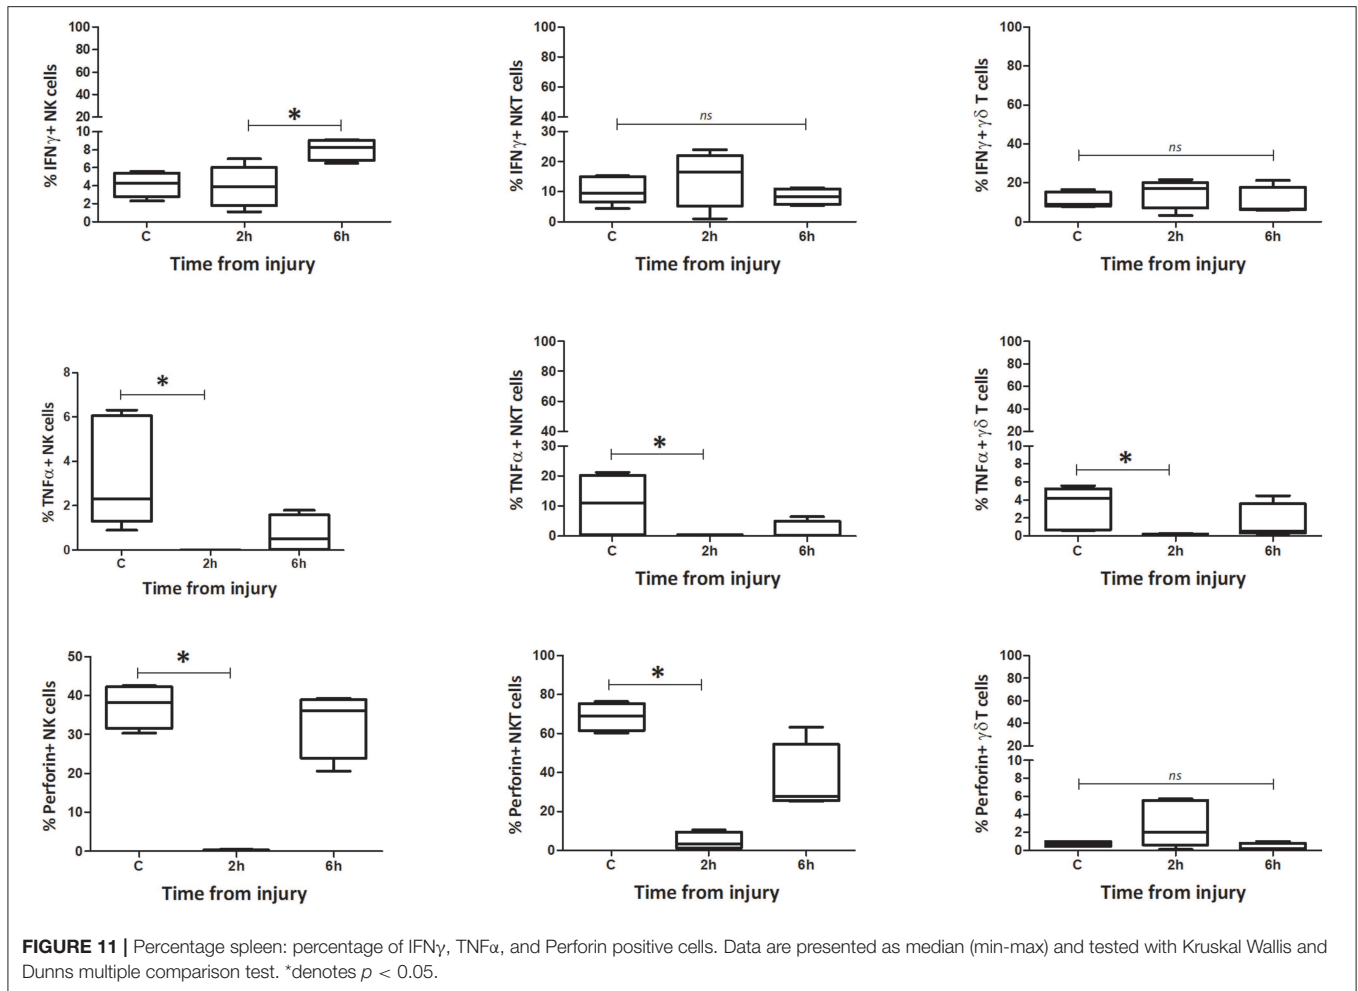 % IFNγ+ NK cells
100
80
60
40
20
10
8
6
4
2
0
*
C 2h 6h
Time from injury
% IFNγ+ NKT cells
100
80
60
40
30
20
10
0
ns
C 2h 6h
Time from injury
% IFNγ+ γδ T cells
100
80
60
40
20
0
ns
C 2h 6h
Time from injury
% TNFα+ NK cells
8
6
4
2
0
*
C 2h 6h
Time from injury
% TNFα+ NKT cells
100
80
60
40
30
20
10
0
*
C 2h 6h
Time from injury
% TNFα+ γδ T cells
100
80
60
40
20
10
8
6
4
2
0
*
C 2h 6h
Time from injury
% Perforin+ NK cells
50
40
30
20
10
0
*
C 2h 6h
Time from injury
% Perforin+ NKT cells
100
80
60
40
20
0
*
C 2h 6h
Time from injury
% Perforin+ γδ T cells
100
80
60
40
20
10
8
6
4
2
0
ns
C 2h 6h
Time from injury
FIGURE 11 | Percentage spleen: percentage of IFNγ, TNFα, and Perforin positive cells. Data are presented as median (min-max) and tested with Kruskal Wallis and
Dunns multiple comparison test. *denotes p < 0.05.